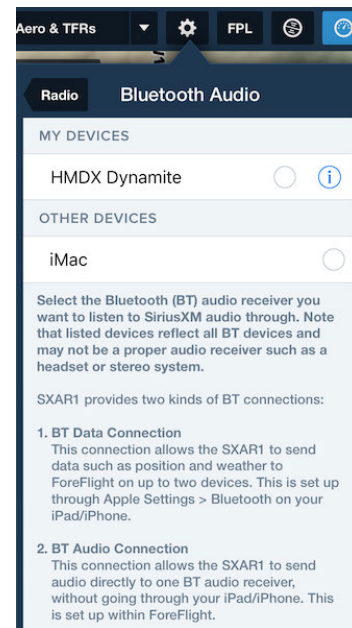 Aero & TFRs FPL
Radio Bluetooth Audio
MY DEVICES
HMDX Dynamite
OTHER DEVICES
iMac
Select the Bluetooth (BT) audio receiver you
want to listen to SiriusXM audio through. Note
that listed devices reflect all BT devices and
may not be a proper audio receiver such as a
headset or stereo system.
SXAR1 provides two kinds of BT connections:
1. BT Data Connection
This connection allows the SXAR1 to send
data such as position and weather to
ForeFlight on up to two devices. This is set up
through Apple Settings > Bluetooth on your
iPad/iPhone.
2. BT Audio Connection
This connection allows the SXAR1 to send
audio directly to one BT audio receiver,
without going through your iPad/iPhone. This
is set up within ForeFlight.